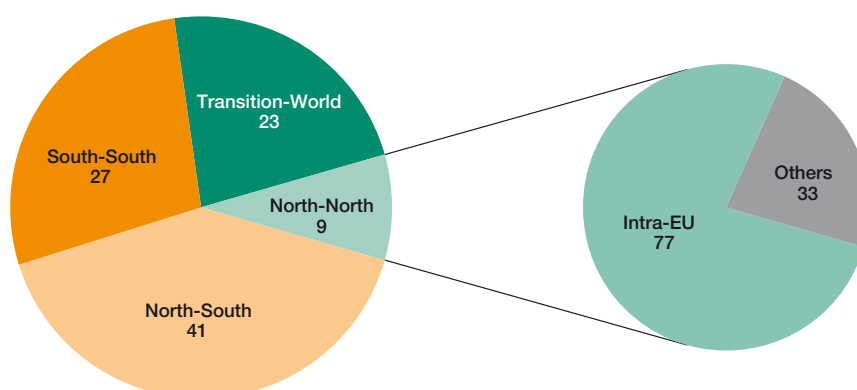 Transition-World
23
South-South
27
North-North
9
North-South
41
Others
33
Intra-EU
77